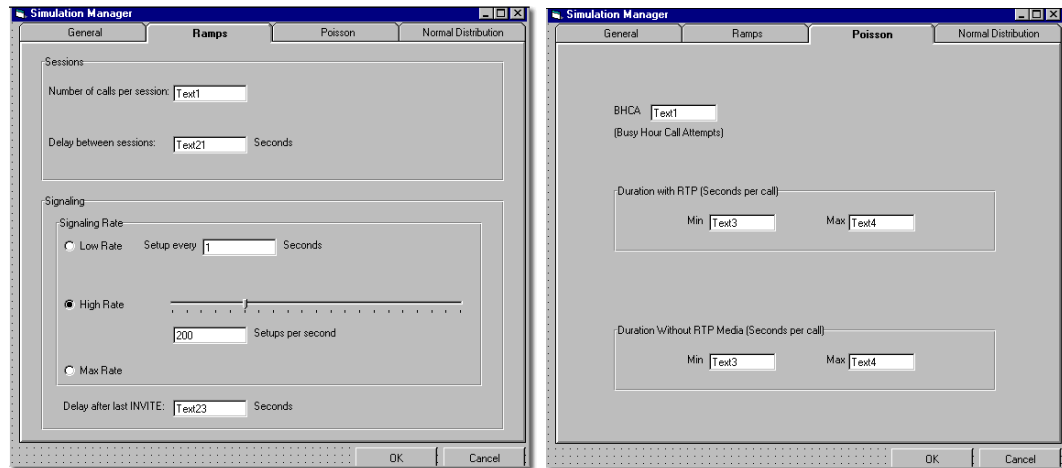 Simulation Manager
General Ramps Poisson Normal Distribution
Sessions
Number of calls per session: Text1
Delay between sessions: Text21 Seconds
Signaling
Signaling Rate
Low Rate Setup every 1 Seconds
High Rate
200 Setups per second
Max Rate
Delay after last INVITE: Text23 Seconds
OK Cancel
Simulation Manager
General Ramps Poisson Normal Distribution
BHCA Text1
(Busy Hour Call Attempts)
Duration with RTP (Seconds per call)
Min Text3 Max Text4
Duration Without RTP Media (Seconds per call)
Min Text3 Max Text4
OK Cancel